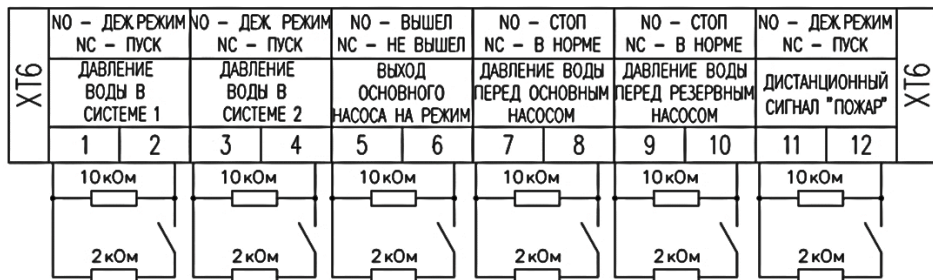 XT6
NO – ДЕЖ.РЕЖИМ
NC – ПУСК
ДАВЛЕНИЕ
ВОДЫ В
СИСТЕМЕ 1
1 2
NO – ДЕЖ. РЕЖИМ
NC – ПУСК
ДАВЛЕНИЕ
ВОДЫ В
СИСТЕМЕ 2
3 4
NO – ВЫШЕЛ
NC – НЕ ВЫШЕЛ
ВЫХОД
ОСНОВНОГО
НАСОСА НА РЕЖИМ
5 6
NO – СТОП
NC – В НОРМЕ
ДАВЛЕНИЕ ВОДЫ
ПЕРЕД ОСНОВНЫМ
НАСОСОМ
7 8
NO – СТОП
NC – В НОРМЕ
ДАВЛЕНИЕ ВОДЫ
ПЕРЕД РЕЗЕРВНЫМ
НАСОСОМ
9 10
NO – ДЕЖ РЕЖИМ
NC – ПУСК
ДИСТАНЦИОННЫЙ
СИГНАЛ "ПОЖАР"
11 12
XT6
10кОм 10кОм 10кОм 10кОм 10кОм 10кОм
2кОм 2кОм 2кОм 2кОм 2кОм 2кОм